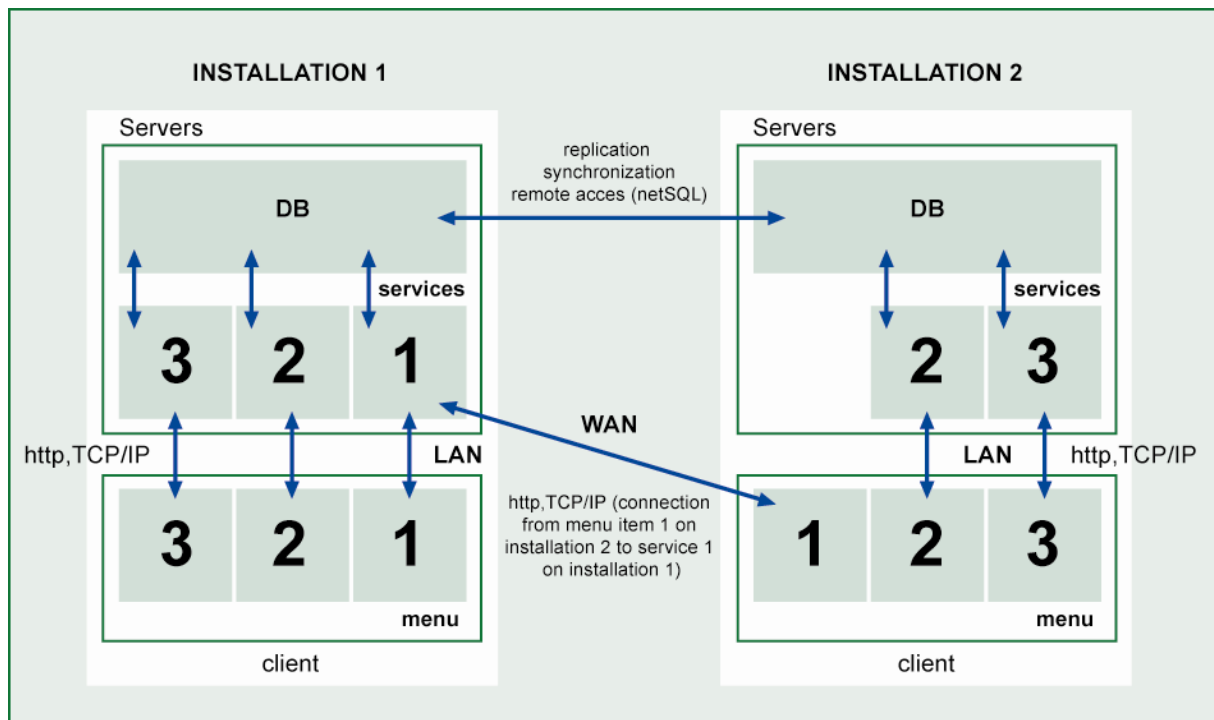 INSTALLATION 1
INSTALLATION 2
Servers
Servers
replication
synchronization
remote acces (netSQL)
DB
DB
services
services
3 2 1
2 3
WAN
http,TCP/IP
LAN
LAN
http,TCP/IP
http,TCP/IP (connection
from menu item 1 on
installation 2 to service 1
on installation 1)
3 2 1
1 2 3
menu
menu
client
client